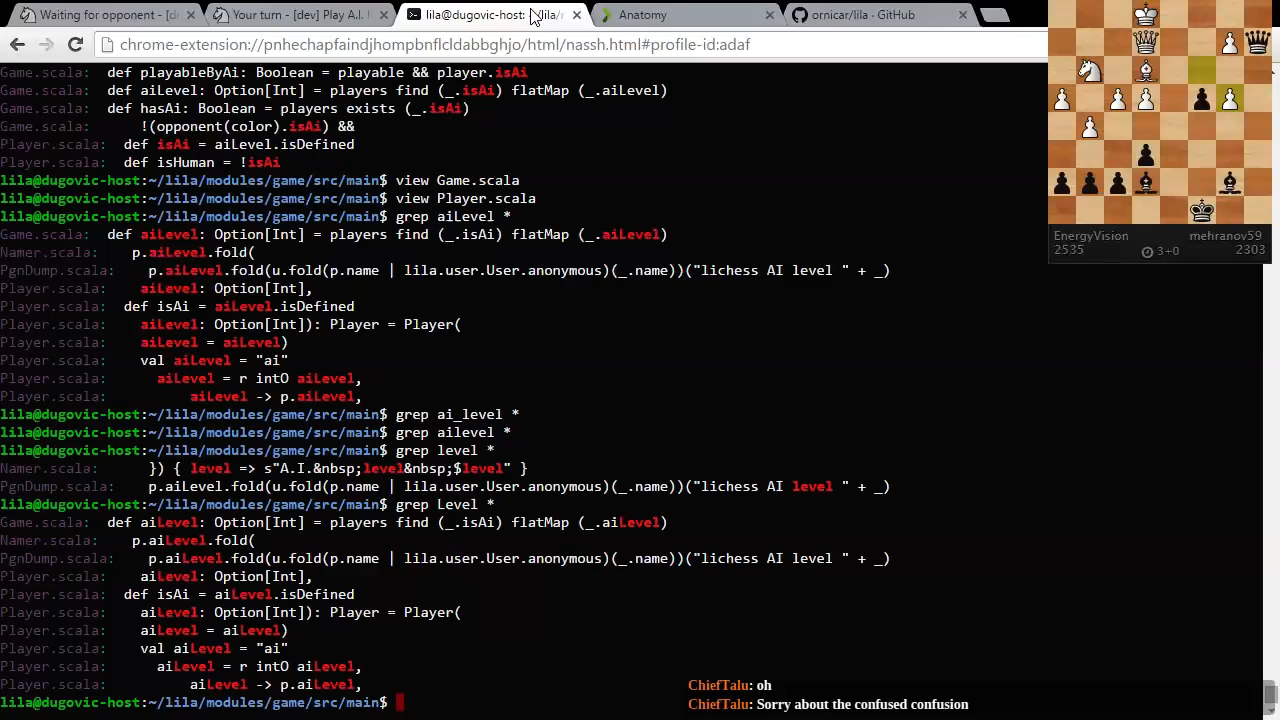 Waiting for opponent - [de
Your turn - [dev] Play A.I. l
lila@dugovic-host: ~/lila/r
Anatomy
ornicar/lila - GitHub
chrome-extension://pnhechapfaindjhompbnflcldabbghjo/html/nassh.html#profile-id:adaf
Game.scala:  def playableByAi: Boolean = playable && player.isAi
Game.scala:  def aiLevel: Option[Int] = players find (_.isAi) flatMap (_.aiLevel)
Game.scala:  def hasAi: Boolean = players exists (_.isAi)
Game.scala:      !(opponent(color).isAi) &&
Player.scala:  def isAi = aiLevel.isDefined
Player.scala:  def isHuman = !isAi
lila@dugovic-host:~/lila/modules/game/src/main$ view Game.scala
lila@dugovic-host:~/lila/modules/game/src/main$ view Player.scala
lila@dugovic-host:~/lila/modules/game/src/main$ grep aiLevel *
Game.scala:  def aiLevel: Option[Int] = players find (_.isAi) flatMap (_.aiLevel)
Namer.scala:    p.aiLevel.fold(
PgnDump.scala:    p.aiLevel.fold(u.fold(p.name | lila.user.User.anonymous)(_.name))("lichess AI level " + _)
Player.scala:    aiLevel: Option[Int],
Player.scala:  def isAi = aiLevel.isDefined
Player.scala:    aiLevel: Option[Int]): Player = Player(
Player.scala:    aiLevel = aiLevel)
Player.scala:    val aiLevel = "ai"
Player.scala:      aiLevel = r intO aiLevel,
Player.scala:          aiLevel -> p.aiLevel,
lila@dugovic-host:~/lila/modules/game/src/main$ grep ai_level *
lila@dugovic-host:~/lila/modules/game/src/main$ grep ailevel *
lila@dugovic-host:~/lila/modules/game/src/main$ grep level *
Namer.scala:      }) { level => s"A.I.&nbsp;level&nbsp;$level" }
PgnDump.scala:    p.aiLevel.fold(u.fold(p.name | lila.user.User.anonymous)(_.name))("lichess AI level " + _)
lila@dugovic-host:~/lila/modules/game/src/main$ grep Level *
Game.scala:  def aiLevel: Option[Int] = players find (_.isAi) flatMap (_.aiLevel)
Namer.scala:    p.aiLevel.fold(
PgnDump.scala:    p.aiLevel.fold(u.fold(p.name | lila.user.User.anonymous)(_.name))("lichess AI level " + _)
Player.scala:    aiLevel: Option[Int],
Player.scala:  def isAi = aiLevel.isDefined
Player.scala:    aiLevel: Option[Int]): Player = Player(
Player.scala:    aiLevel = aiLevel)
Player.scala:    val aiLevel = "ai"
Player.scala:      aiLevel = r intO aiLevel,
Player.scala:          aiLevel -> p.aiLevel,
lila@dugovic-host:~/lila/modules/game/src/main$
EnergyVision mehranov59
2535 3+0 2303
ChiefTalu: oh
ChiefTalu: Sorry about the confused confusion